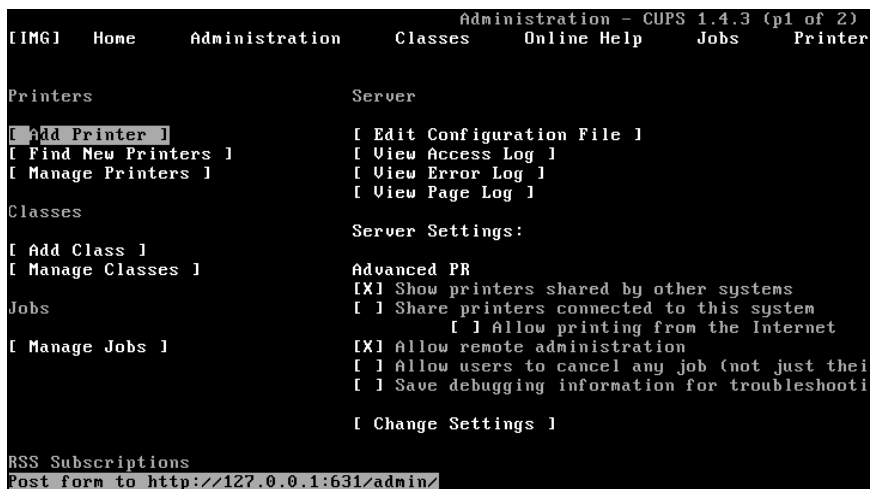 Administration - CUPS 1.4.3 (p1 of 2)
[IMG] Home Administration Classes Online Help Jobs Printer
Printers Server
[ Add Printer ] [ Edit Configuration File ]
[ Find New Printers ] [ View Access Log ]
[ Manage Printers ] [ View Error Log ]
[ View Page Log ]
Classes
Server Settings:
[ Add Class ]
[ Manage Classes ] Advanced PR
[X] Show printers shared by other systems
Jobs [ ] Share printers connected to this system
[ ] Allow printing from the Internet
[ Manage Jobs ] [X] Allow remote administration
[ ] Allow users to cancel any job (not just thei
[ ] Save debugging information for troubleshooti
[ Change Settings ]
RSS Subscriptions
Post form to http://127.0.0.1:631/admin/